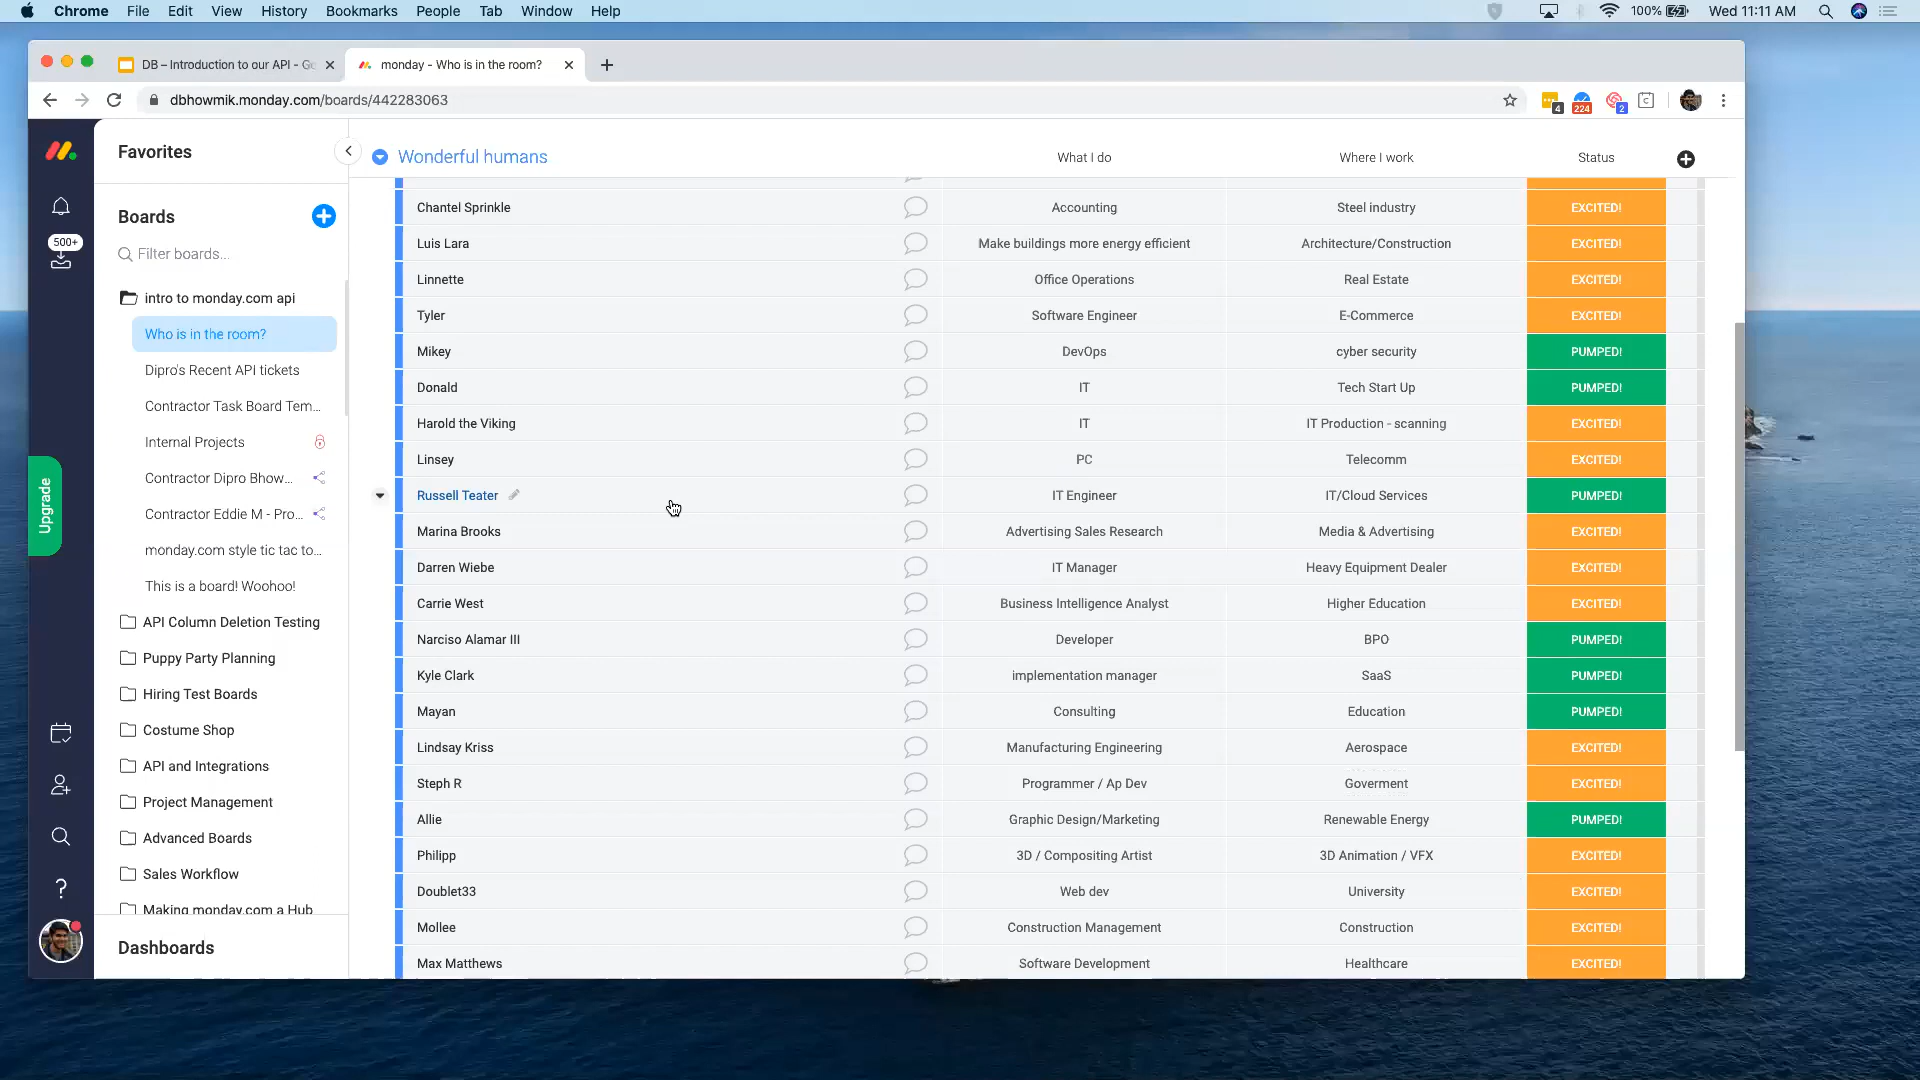 Chrome File Edit View History Bookmarks People Tab Window Help 100% Wed 11:11 AM
DB – Introduction to our API - Go
monday - Who is in the room?
dbhowmik.monday.com/boards/442283063
4 224 2 C
Favorites
Wonderful humans What I do Where I work Status
Boards
500+
Filter boards...
intro to monday.com api
Who is in the room?
Dipro's Recent API tickets
Contractor Task Board Tem...
Internal Projects
Contractor Dipro Bhow...
Contractor Eddie M - Pro...
monday.com style tic tac to...
This is a board! Woohoo!
API Column Deletion Testing
Puppy Party Planning
Hiring Test Boards
Costume Shop
API and Integrations
Project Management
Advanced Boards
Sales Workflow
Making monday.com a Hub
Dashboards
Upgrade
Chantel Sprinkle Accounting Steel industry EXCITED!
Luis Lara Make buildings more energy efficient Architecture/Construction EXCITED!
Linnette Office Operations Real Estate EXCITED!
Tyler Software Engineer E-Commerce EXCITED!
Mikey DevOps cyber security PUMPED!
Donald IT Tech Start Up PUMPED!
Harold the Viking IT IT Production - scanning EXCITED!
Linsey PC Telecomm EXCITED!
Russell Teater IT Engineer IT/Cloud Services PUMPED!
Marina Brooks Advertising Sales Research Media & Advertising EXCITED!
Darren Wiebe IT Manager Heavy Equipment Dealer EXCITED!
Carrie West Business Intelligence Analyst Higher Education EXCITED!
Narciso Alamar III Developer BPO PUMPED!
Kyle Clark implementation manager SaaS PUMPED!
Mayan Consulting Education PUMPED!
Lindsay Kriss Manufacturing Engineering Aerospace EXCITED!
Steph R Programmer / Ap Dev Goverment EXCITED!
Allie Graphic Design/Marketing Renewable Energy PUMPED!
Philipp 3D / Compositing Artist 3D Animation / VFX EXCITED!
Doublet33 Web dev University EXCITED!
Mollee Construction Management Construction EXCITED!
Max Matthews Software Development Healthcare EXCITED!